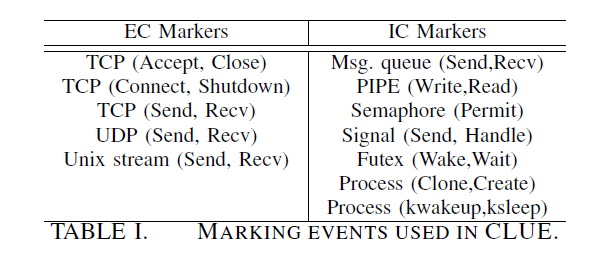 EC Markers IC Markers
TCP (Accept, Close) Msg. queue (Send,Recv)
TCP (Connect, Shutdown) PIPE (Write,Read)
TCP (Send, Recv) Semaphore (Permit)
UDP (Send, Recv) Signal (Send, Handle)
Unix stream (Send, Recv) Futex (Wake,Wait)
Process (Clone,Create)
Process (kwakeup,ksleep)
TABLE I. MARKING EVENTS USED IN CLUE.